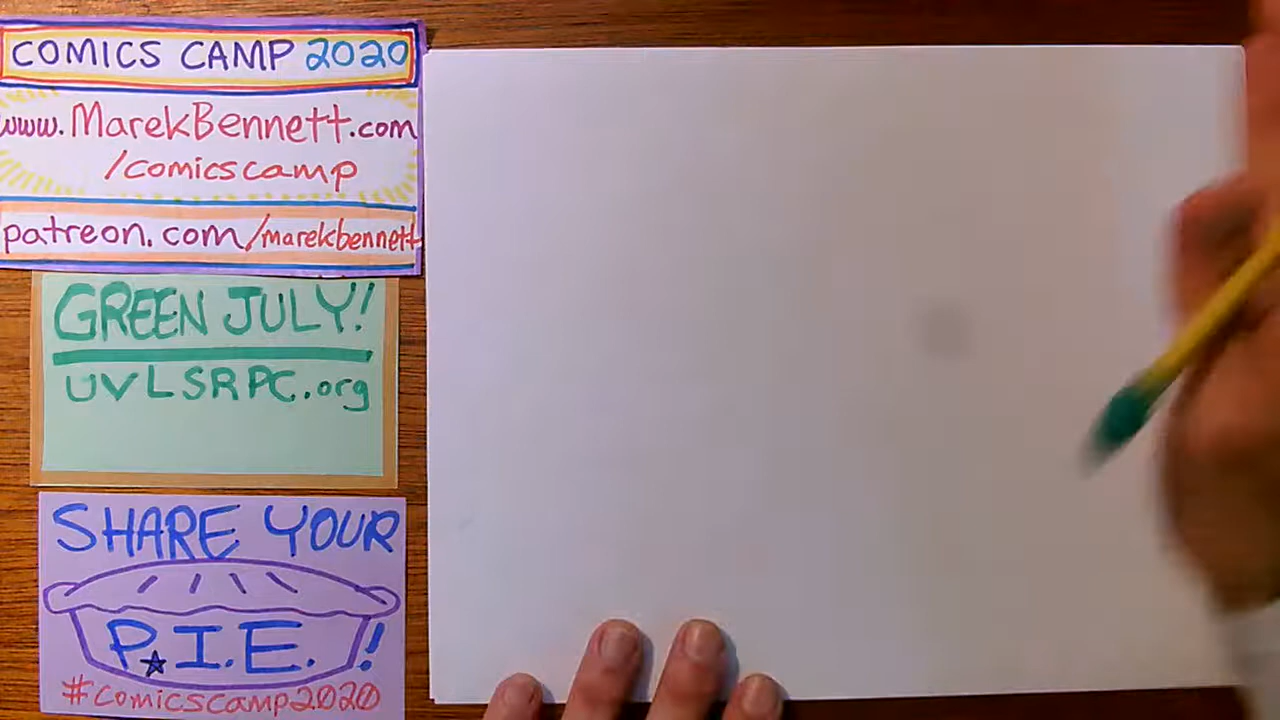 COMICS CAMP 2020
www.MarekBennett.com
/comicscamp
patreon.com/marekbennett
GREEN JULY!
UVLSRPC.org
SHARE YOUR
P.I.E.!
#comicscamp2020